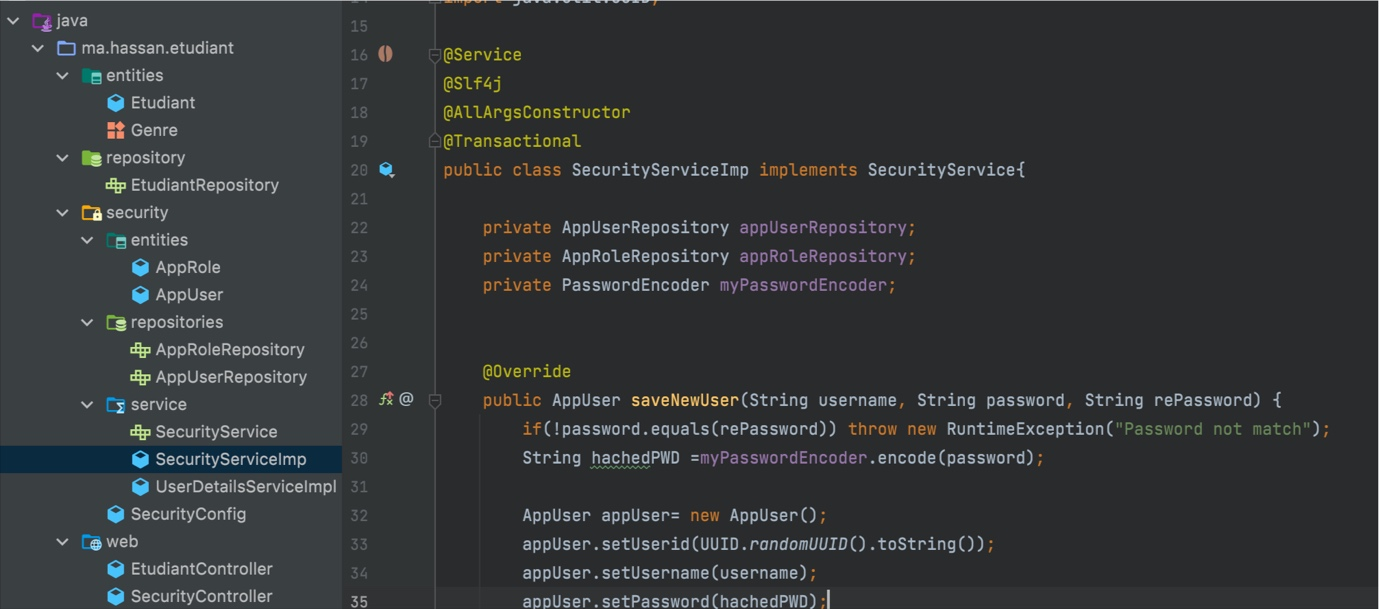 java
ma.hassan.etudiant
entities
Etudiant
Genre
repository
EtudiantRepository
security
entities
AppRole
AppUser
repositories
AppRoleRepository
AppUserRepository
service
SecurityService
SecurityServiceImp
UserDetailsServiceImpl
SecurityConfig
web
EtudiantController
SecurityController
15
16 @Service
17 @Slf4j
18 @AllArgsConstructor
19 @Transactional
20 public class SecurityServiceImp implements SecurityService{
21
22 private AppUserRepository appUserRepository;
23 private AppRoleRepository appRoleRepository;
24 private PasswordEncoder myPasswordEncoder;
25
26
27 @Override
28 @ public AppUser saveNewUser(String username, String password, String rePassword) {
29 if(!password.equals(rePassword)) throw new RuntimeException("Password not match");
30 String hachedPWD =myPasswordEncoder.encode(password);
31
32 AppUser appUser= new AppUser();
33 appUser.setUserid(UUID.randomUUID().toString());
34 appUser.setUsername(username);
35 appUser.setPassword(hachedPWD);